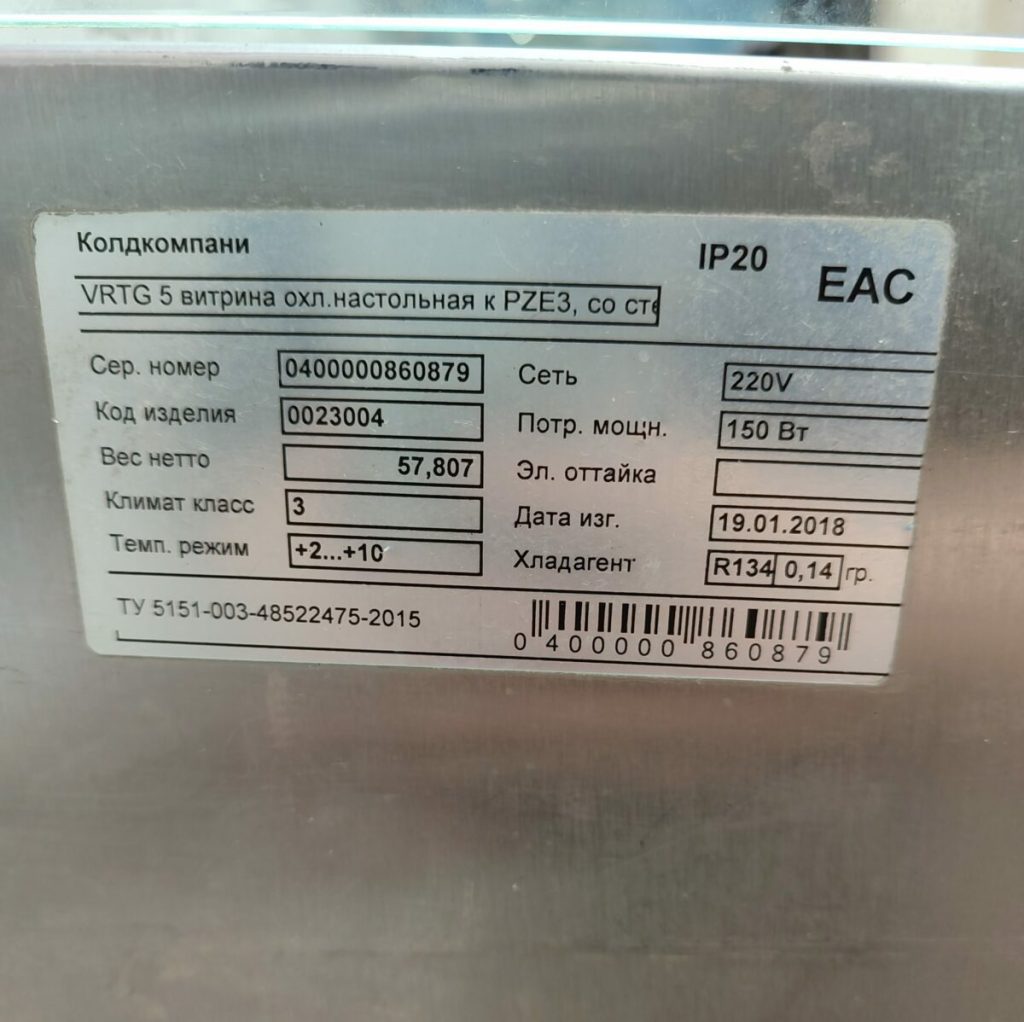 Колдкомпани
IP20
EAC
VRTG 5 витрина охл.настольная к PZE3, со сте
Сер. номер 0400000860879
Код изделия 0023004
Вес нетто 57,807
Климат класс 3
Темп. режим +2...+10
Сеть 220V
Потр. мощн. 150 Вт
Эл. оттайка
Дата изг. 19.01.2018
Хладагент R134 0,14 гр.
ТУ 5151-003-48522475-2015
0 400000 860879